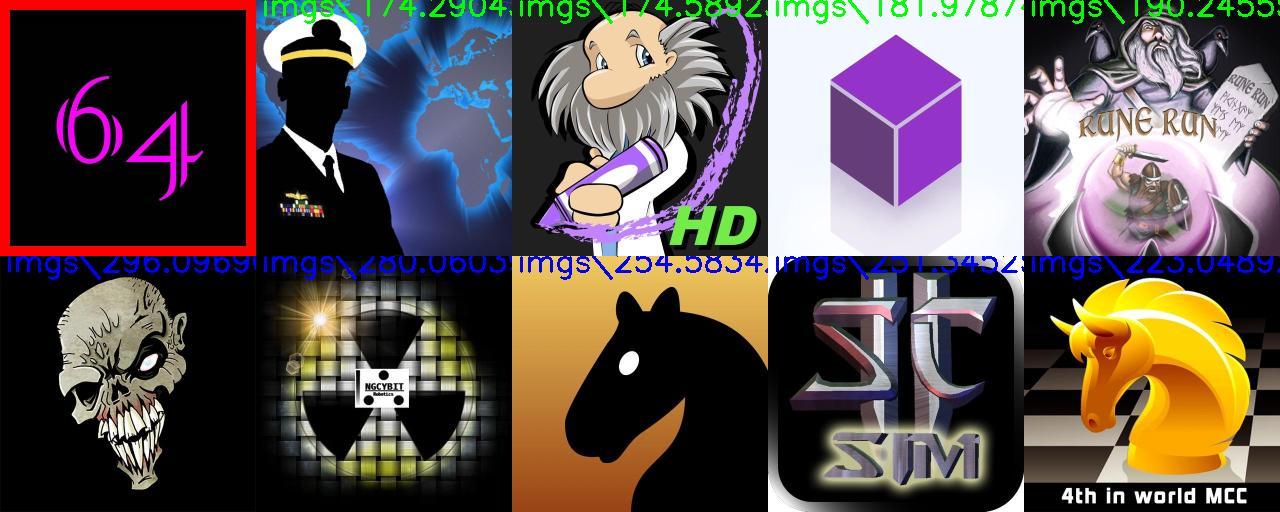 imgs\174.2904
imgs\174.5892
imgs\181.9787
imgs\190.2455
64
HD
RUNE RUN
RUNE RUN
imgs\296.0969
imgs\280.0603
imgs\254.5834
imgs\251.3452
imgs\223.0489
NGCYBIT
Robotics
SC
SIM
4th in world MCC